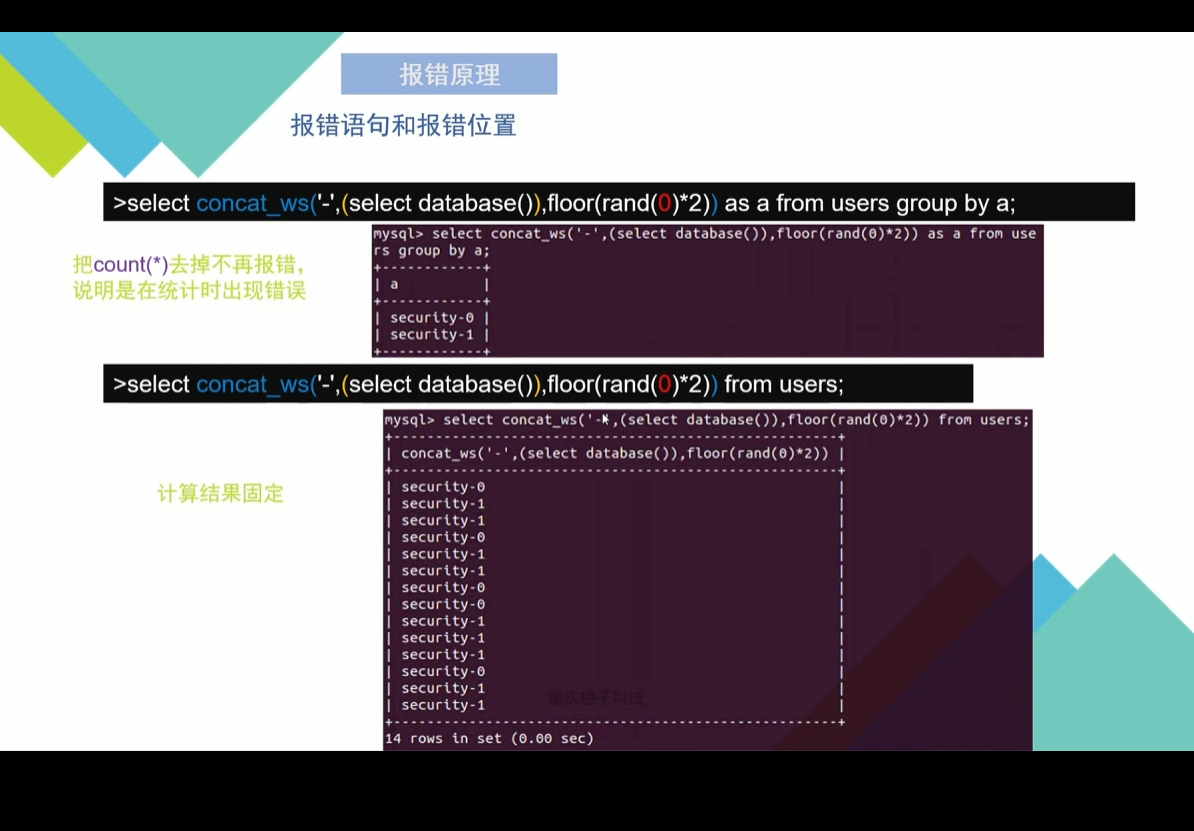 报错原理
报错语句和报错位置
>select concat_ws('-',(select database()),floor(rand(0)*2)) as a from users group by a;
mysql> select concat_ws('-',(select database()),floor(rand(0)*2)) as a from use
rs group by a;
+------------+
| a          |
+------------+
| security-0 |
| security-1 |
+------------+
把count(*)去掉不再报错，
说明是在统计时出现错误
>select concat_ws('-',(select database()),floor(rand(0)*2)) from users;
mysql> select concat_ws('-',(select database()),floor(rand(0)*2)) from users;
+-----------------------------------------------------+
| concat_ws('-',(select database()),floor(rand(0)*2)) |
+-----------------------------------------------------+
| security-0                                          |
| security-1                                          |
| security-1                                          |
| security-0                                          |
| security-1                                          |
| security-1                                          |
| security-0                                          |
| security-0                                          |
| security-1                                          |
| security-1                                          |
| security-1                                          |
| security-0                                          |
| security-1                                          |
| security-1                                          |
+-----------------------------------------------------+
14 rows in set (0.00 sec)
计算结果固定
重庆橙子科技